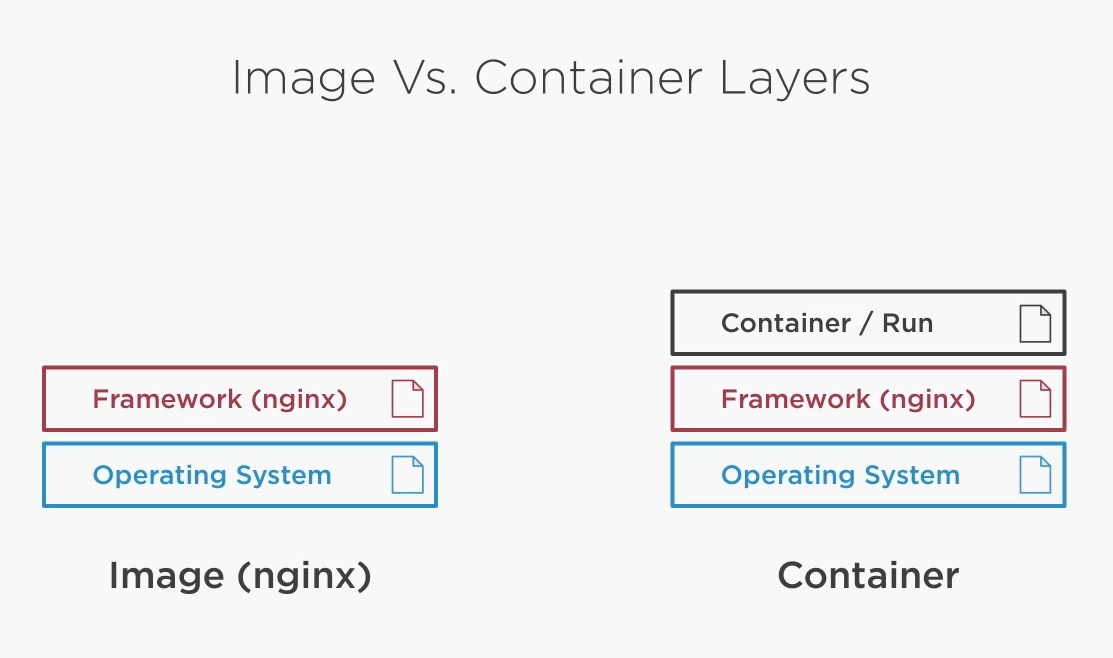 Image Vs. Container Layers
Container / Run
Framework (nginx)
Framework (nginx)
Operating System
Operating System
Image (nginx)
Container